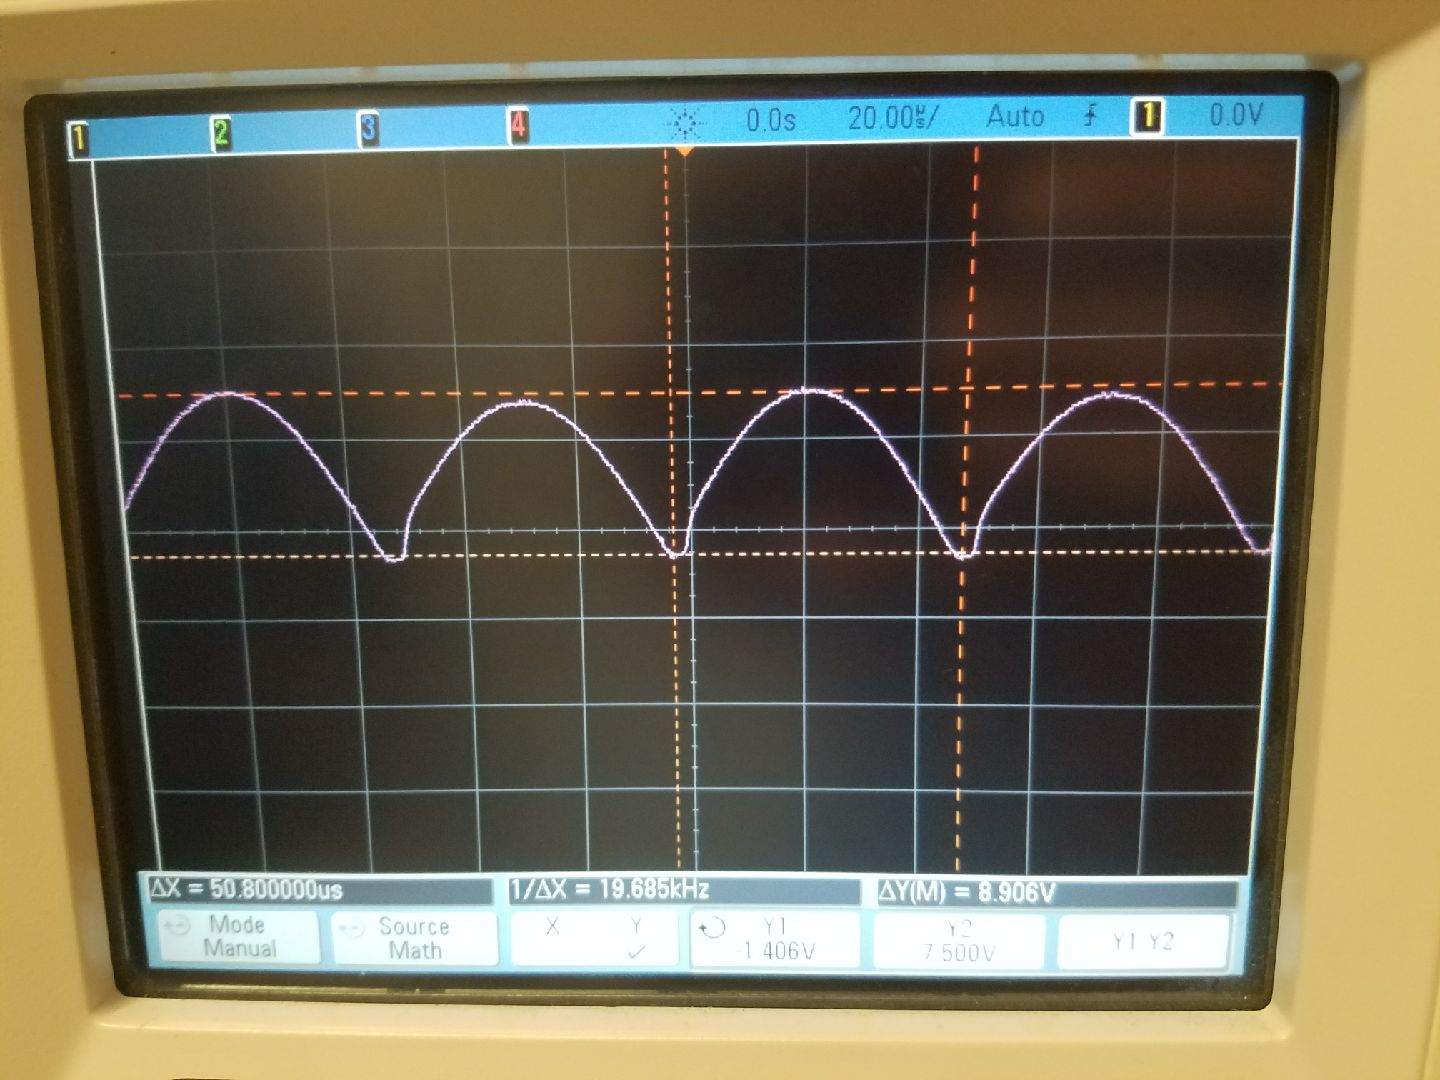 1 2 3 4 0.0s 20.00µs/ Auto 1 0.0V
ΔX = 50.800000us 1/ΔX = 19.685kHz ΔY(M) = 8.906V
Mode Source X Y Y1 Y2 Y1 Y2
Manual Math ✓ -1.406V 7.500V